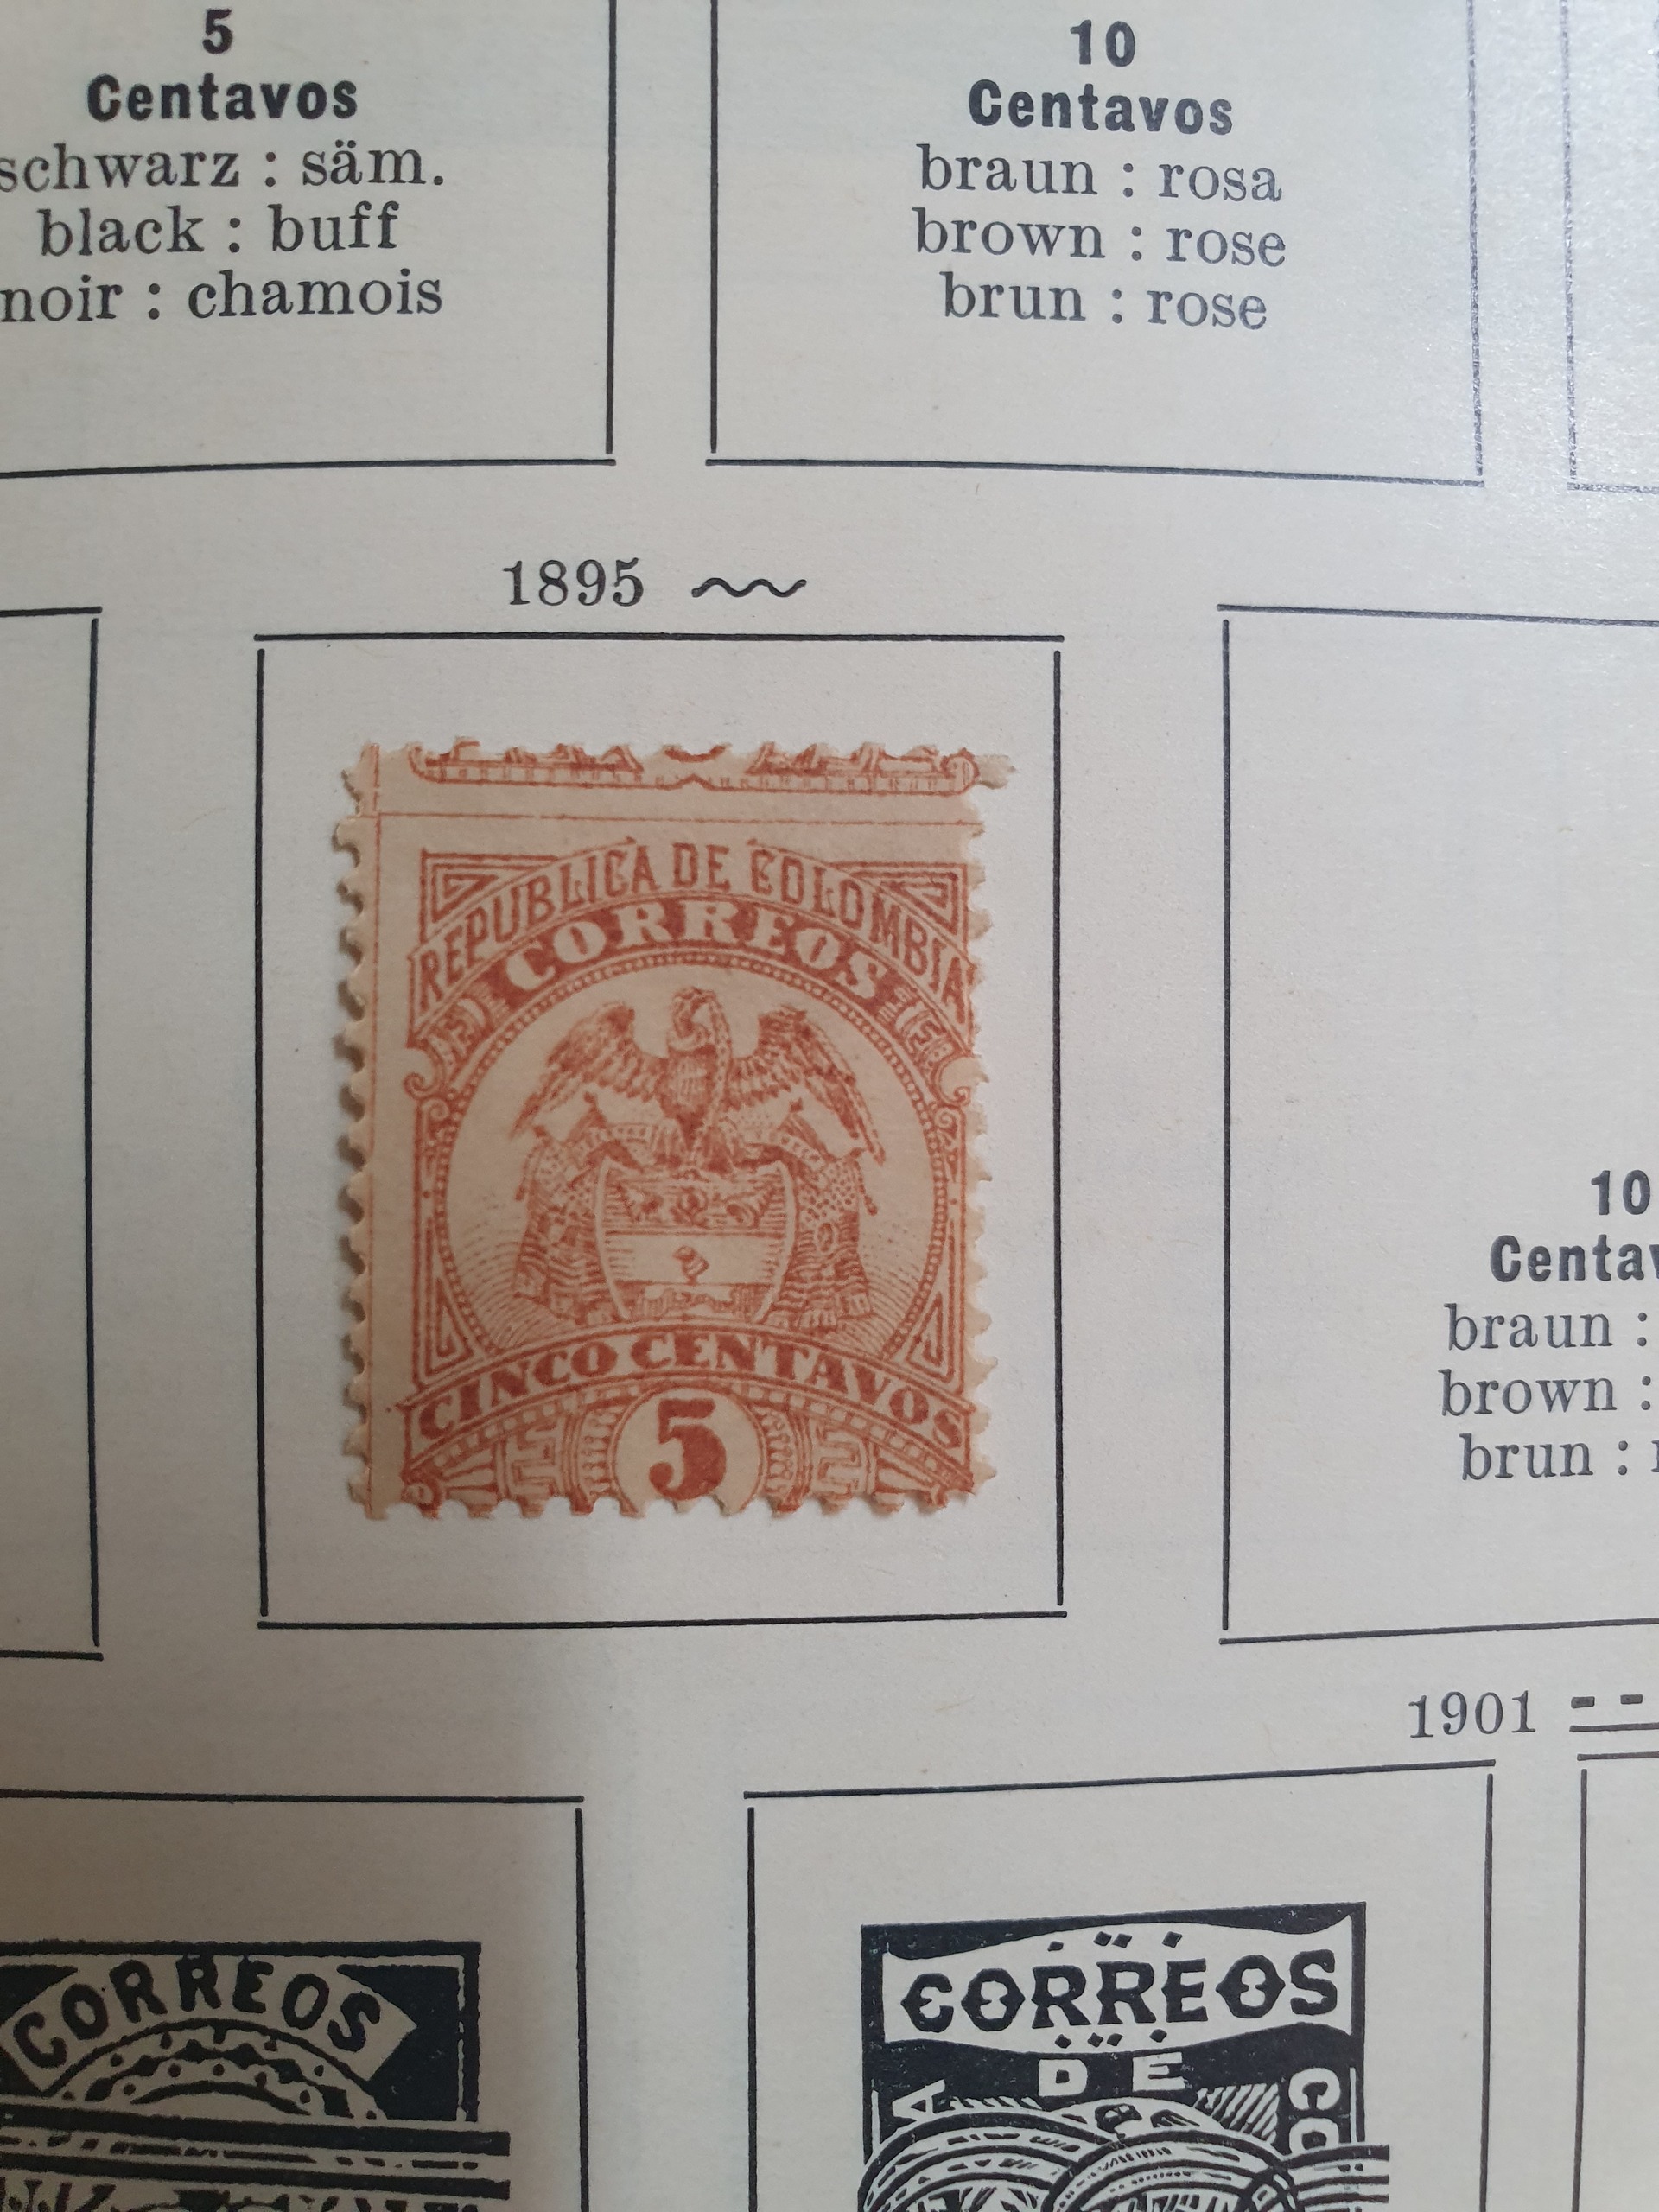 5
Centavos
schwarz : säm.
black : buff
noir : chamois
10
Centavos
braun : rosa
brown : rose
brun : rose
1895
REPUBLICA DE COLOMBIA
CORREOS
CINCO CENTAVOS
5
10
braun :
brown :
brun :
1901
CORREOS
CORREOS
DE